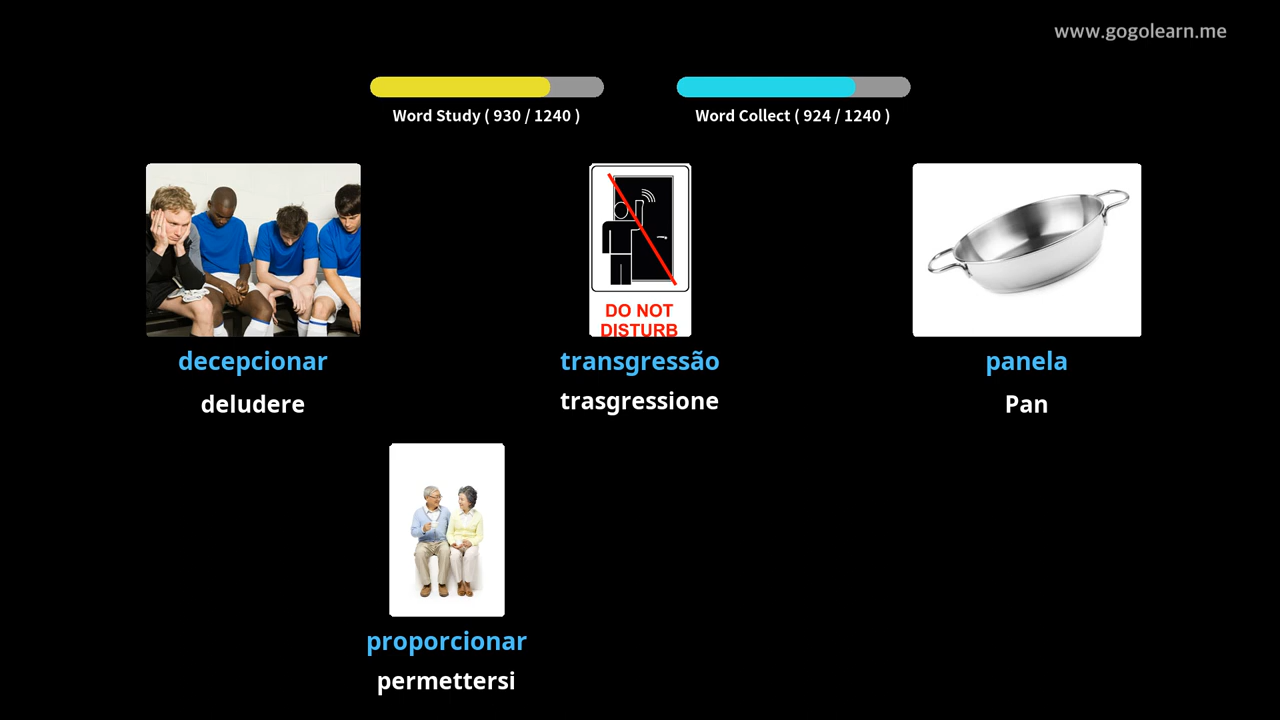 www.gogolearn.me
Word Study ( 930 / 1240 )
Word Collect ( 924 / 1240 )
DO NOT
DISTURB
decepcionar
transgressão
panela
deludere
trasgressione
Pan
proporcionar
permettersi